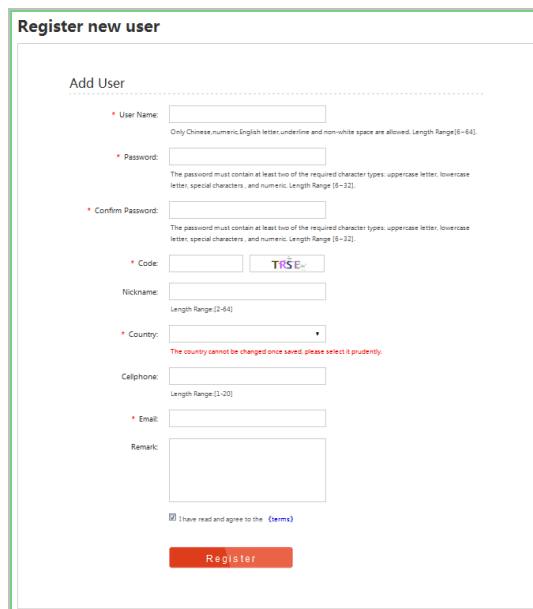 Register new user
Add User
* User Name:
Only Chinese,numeric,English letter,underline and non-white space are allowed. Length Range[6~64].
* Password:
The password must contain at least two of the required character types: uppercase letter, lowercase
letter, special characters , and numeric. Length Range [6~32].
* Confirm Password:
The password must contain at least two of the required character types: uppercase letter, lowercase
letter, special characters , and numeric. Length Range [6~32].
* Code: TRSE
Nickname:
Length Range:[2-64]
* Country:
The country cannot be changed once saved, please select it prudently.
Cellphone:
Length Range:[1-20]
* Email:
Remark:
I have read and agree to the {terms}
Register